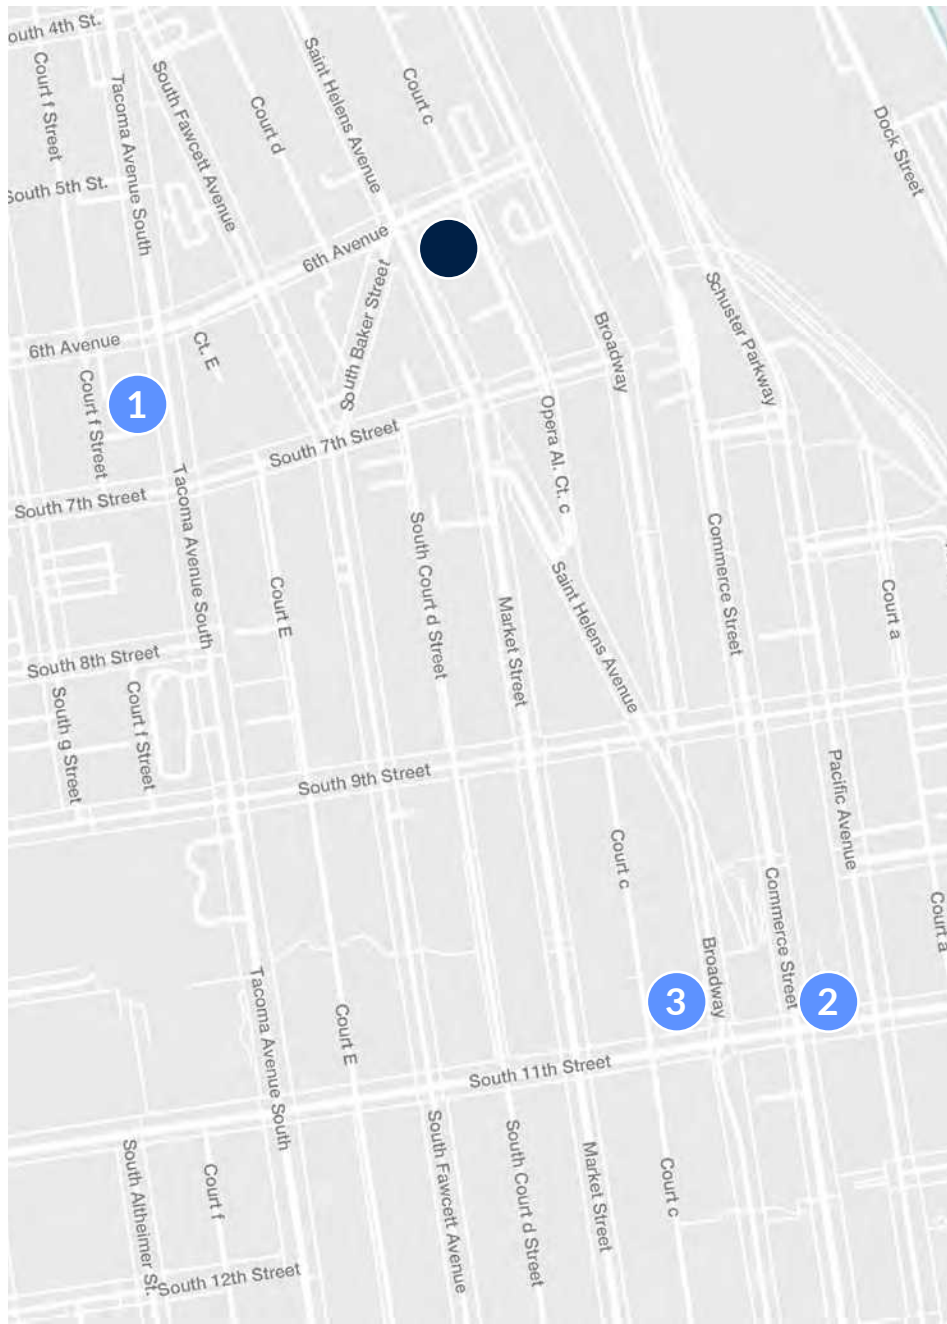 outh 4th St.
Court f Street
Tacoma Avenue South
South Fawcett Avenue
Court d
Saint Helens Avenue
Court c
Dock Street
South 5th St.
6th Avenue
South Baker Street
Schuster Parkway
Broadway
6th Avenue
Ct. E
Court f Street
1
Opera Al. Ct. c
South 7th Street
South 7th Street
Tacoma Avenue South
South Court d Street
Commerce Street
Saint Helens Avenue
Court E
Market Street
Court a
South 8th Street
South g Street
Court f Street
South 9th Street
Pacific Avenue
Court c
Commerce Street
Court a
Broadway
3
2
Tacoma Avenue South
Court E
South 11th Street
South Altheimer St.
Court f
South Fawcett Avenue
South Court d Street
Market Street
Court c
South 12th Street